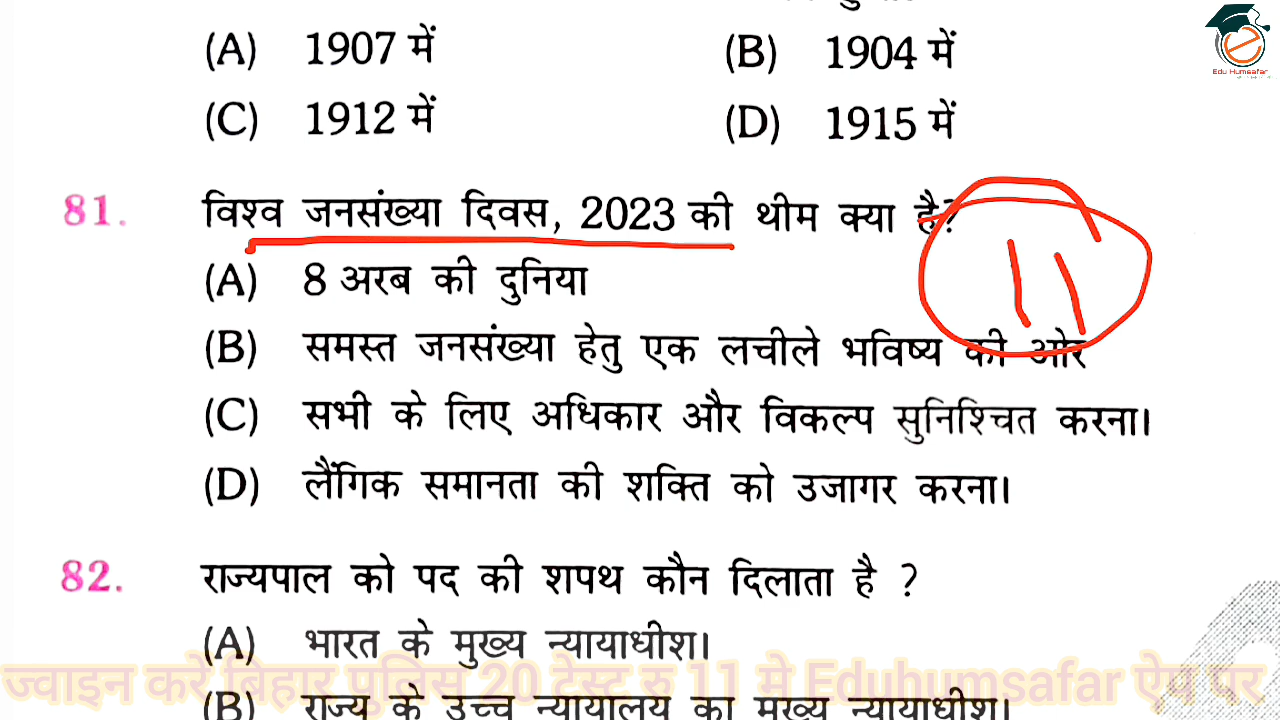 Edu Humsafar
(A) 1907 में (B) 1904 में
(C) 1912 में (D) 1915 में
81. विश्व जनसंख्या दिवस, 2023 की थीम क्या है?
11
(A) 8 अरब की दुनिया
(B) समस्त जनसंख्या हेतु एक लचीले भविष्य की ओर
(C) सभी के लिए अधिकार और विकल्प सुनिश्चित करना।
(D) लैंगिक समानता की शक्ति को उजागर करना।
82. राज्यपाल को पद की शपथ कौन दिलाता है ?
(A) भारत के मुख्य न्यायाधीश।
ज्वाइन करे बिहार पुलिस 20 टेस्ट रु 11 मे Eduhumsafar ऐप पर
(B) राज्य के उच्च न्यायालय का मुख्य न्यायाधीश।